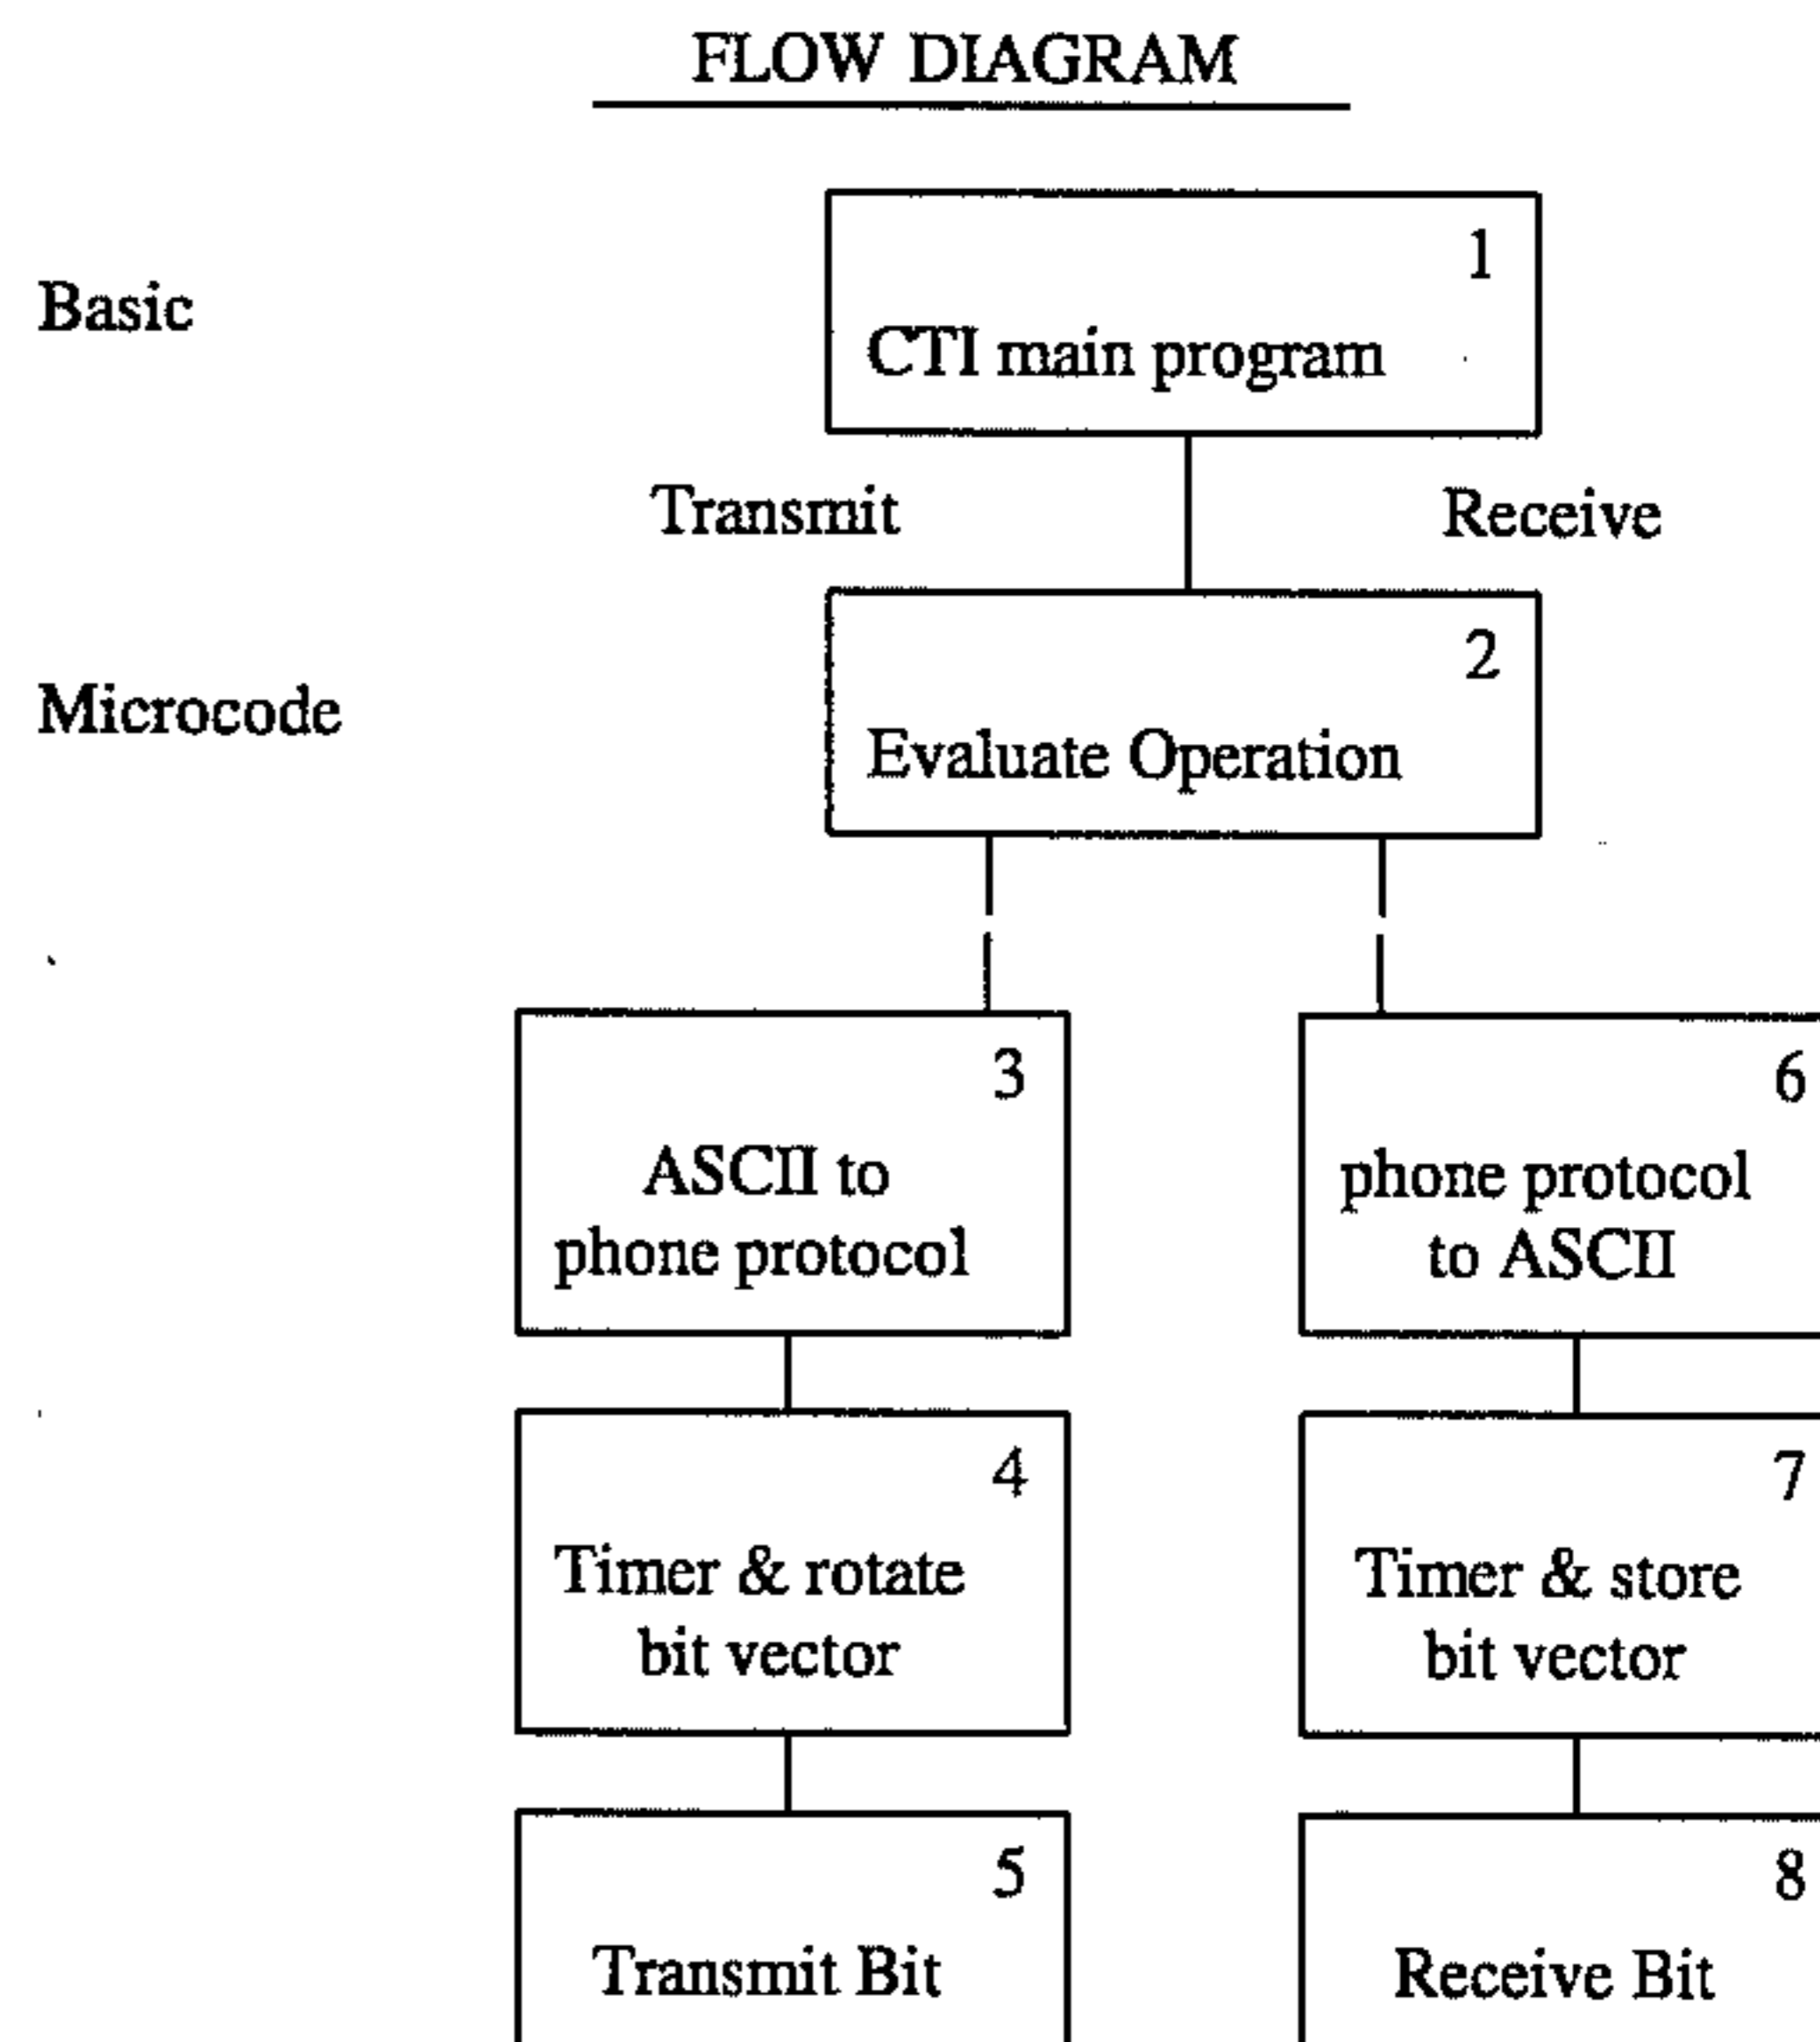 FLOW DIAGRAM
Basic
1
CTI main program
Transmit
Receive
Microcode
2
Evaluate Operation
3
ASCII to
phone protocol
6
phone protocol
to ASCII
4
Timer & rotate
bit vector
7
Timer & store
bit vector
5
Transmit Bit
8
Receive Bit